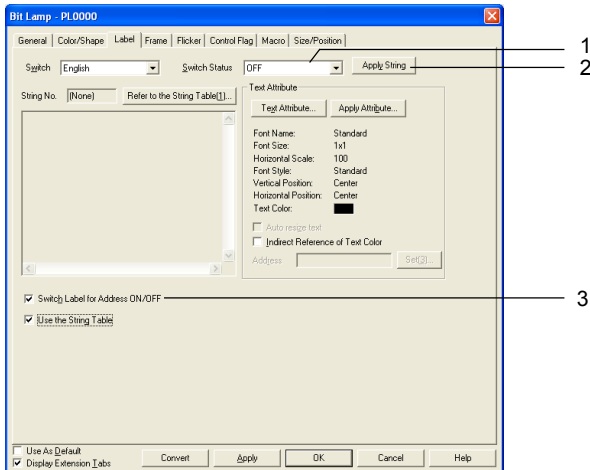 Bit Lamp - PL0000
General Color/Shape Label Frame Flicker Control Flag Macro Size/Position
1
Switch English Switch Status OFF Apply String
2
String No. (None) Refer to the String Table[1]...
Text Attribute
Text Attribute... Apply Attribute...
Font Name: Standard
Font Size: 1x1
Horizontal Scale: 100
Font Style: Standard
Vertical Position: Center
Horizontal Position: Center
Text Color:
Auto resize text
Indirect Reference of Text Color
Address Set[3]...
Switch Label for Address ON/OFF
3
Use the String Table
Use As Default
Display Extension Tabs
Convert Apply OK Cancel Help